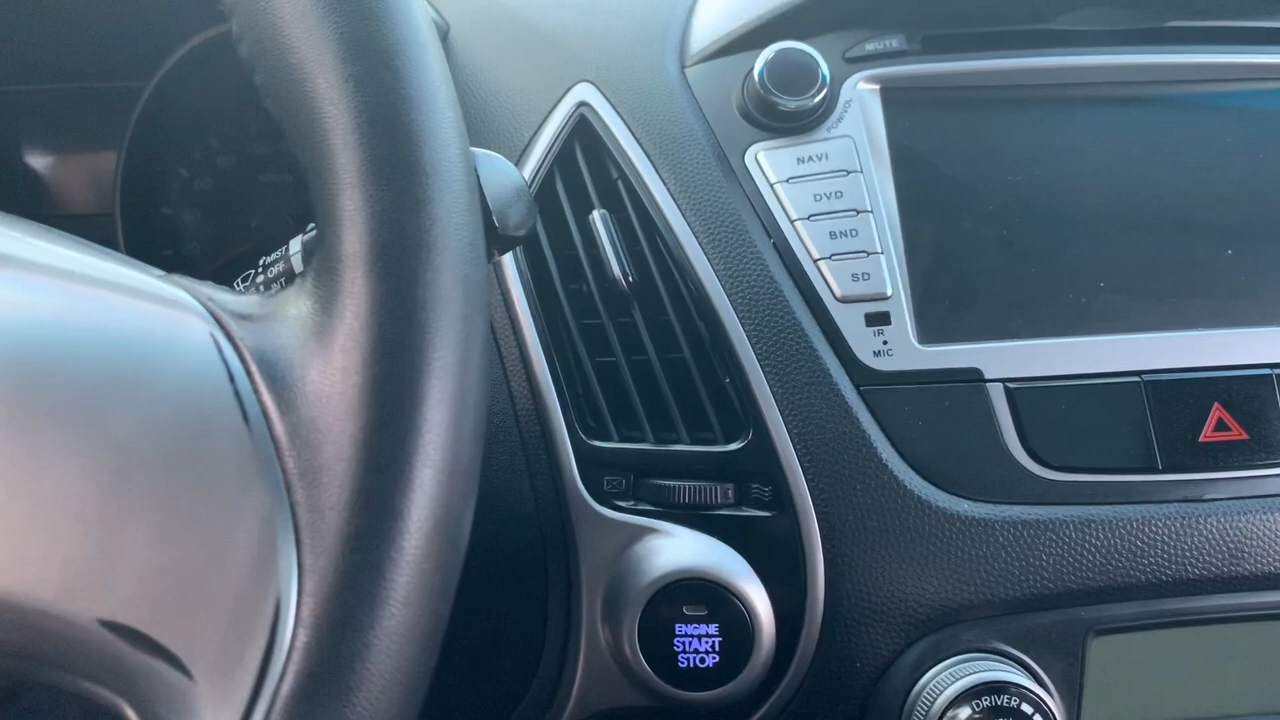 MUTE
POW/VOL
NAVI
DVD
BND
SD
IR
MIC
MIST
OFF
INT
ENGINE
START
STOP
DRIVER